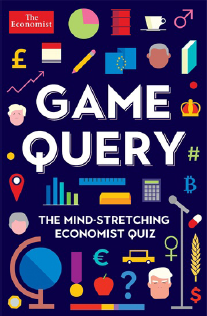 The
Economist
GAME
QUERY
THE MIND-STRETCHING
ECONOMIST QUIZ